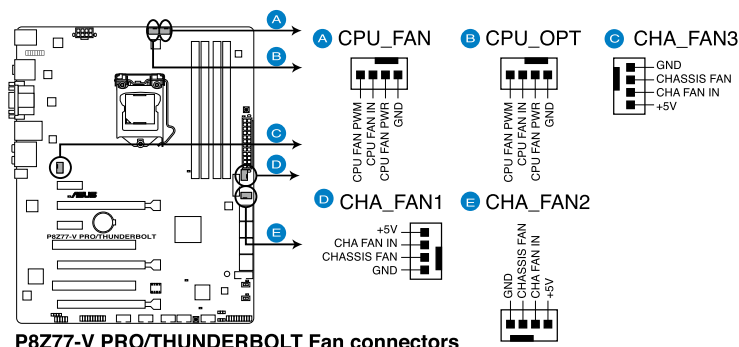 A CPU_FAN
CPU FAN PWM
CPU FAN IN
CPU FAN PWR
GND
B CPU_OPT
CPU FAN PWM
CPU FAN IN
CPU FAN PWR
GND
C CHA_FAN3
GND
CHASSIS FAN
CHA FAN IN
+5V
D CHA_FAN1
+5V
CHA FAN IN
CHASSIS FAN
GND
E CHA_FAN2
GND
CHASSIS FAN
CHA FAN IN
+5V
A
B
C
D
E
/SUS
P8Z77-V PRO/THUNDERBOLT
P8Z77-V PRO/THUNDERBOLT Fan connectors